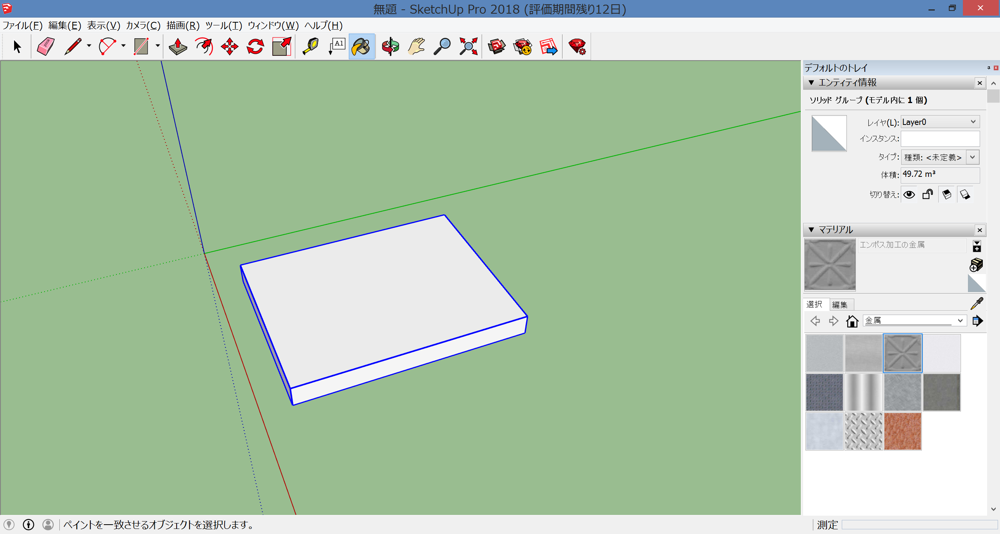 無題 - SketchUp Pro 2018 (評価期間残り12日)
ファイル(F) 編集(E) 表示(V) カメラ(C) 描画(R) ツール(T) ウィンドウ(W) ヘルプ(H)
pink
A1
デフォルトのトレイ
エンティティ情報
ソリッド グループ (モデル内に 1 個)
レイヤ(L): Layer0
インスタンス:
タイプ: 種類: <未定義>
体積: 49.72 m³
切り替え:
マテリアル
エンボス加工の金属
選択 編集
金属
ペイントを一致させるオブジェクトを選択します。
測定